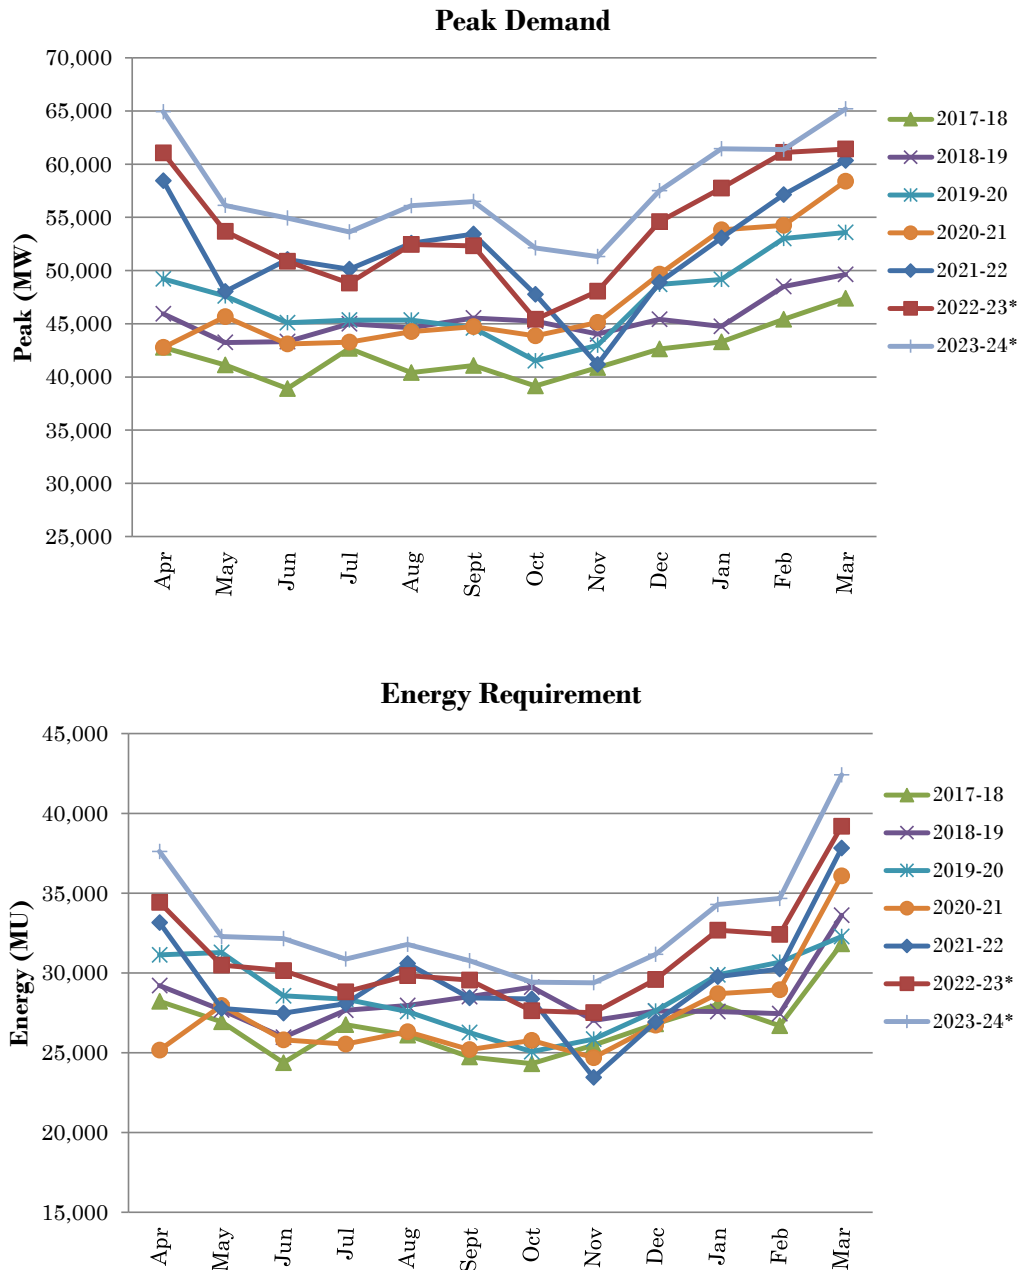 Peak Demand
70,000
65,000
60,000
55,000
50,000
45,000
40,000
35,000
30,000
25,000
Peak (MW)
Apr
May
Jun
Jul
Aug
Sept
Oct
Nov
Dec
Jan
Feb
Mar
2017-18
2018-19
2019-20
2020-21
2021-22
2022-23*
2023-24*
Energy Requirement
45,000
40,000
35,000
30,000
25,000
20,000
15,000
Energy (MU)
Apr
May
Jun
Jul
Aug
Sept
Oct
Nov
Dec
Jan
Feb
Mar
2017-18
2018-19
2019-20
2020-21
2021-22
2022-23*
2023-24*